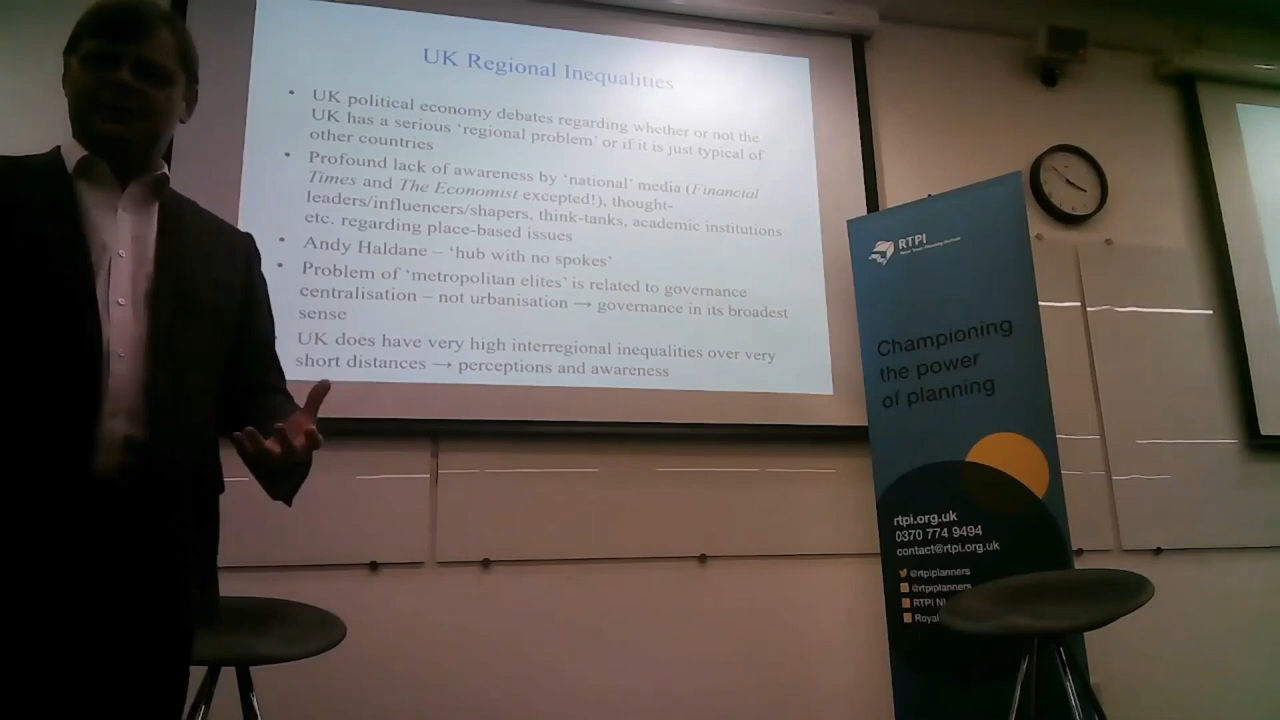 UK Regional Inequalities
• UK political economy debates regarding whether or not the
UK has a serious ‘regional problem’ or if it is just typical of
other countries
• Profound lack of awareness by ‘national’ media (Financial
Times and The Economist excepted!), thought-
leaders/influencers/shapers, think-tanks, academic institutions
etc. regarding place-based issues
• Andy Haldane – ‘hub with no spokes’
• Problem of ‘metropolitan elites’ is related to governance
centralisation – not urbanisation → governance in its broadest
sense
UK does have very high interregional inequalities over very
short distances → perceptions and awareness
RTPI
Championing
the power
of planning
rtpi.org.uk
0370 774 9494
contact@rtpi.org.uk
@rtpiplanners
@rtpiplanners
RTPI
Royal